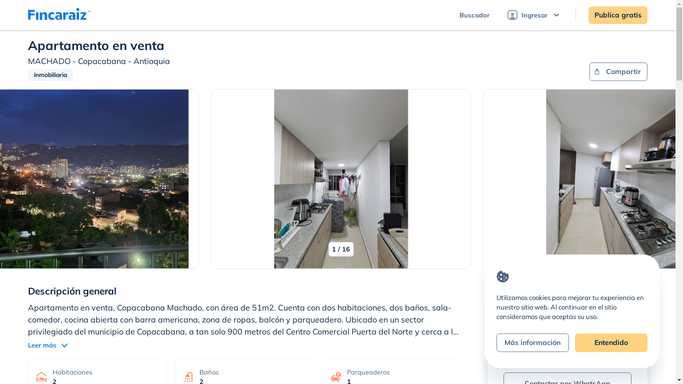 Fincaraiz
Buscador
Ingresar
Publica gratis
Apartamento en venta
MACHADO - Copacabana - Antioquia
Inmobiliaria
Compartir
1 / 16
Descripción general
Apartamento en venta, Copacabana Machado, con área de 51m2. Cuenta con dos habitaciones, dos baños, sala-
comedor, cocina abierta con barra americana, zona de ropas, balcón y parqueadero. Ubicado en un sector
privilegiado del municipio de Copacabana, a tan solo 900 metros del Centro Comercial Puerta del Norte y cerca a l...
Leer más
Habitaciones
2
Baños
2
Parqueaderos
1
Utilizamos cookies para mejorar tu experiencia en
nuestro sitio web. Al continuar en el sitio
consideramos que aceptas su uso.
Más información
Entendido
Contactar por WhatsApp